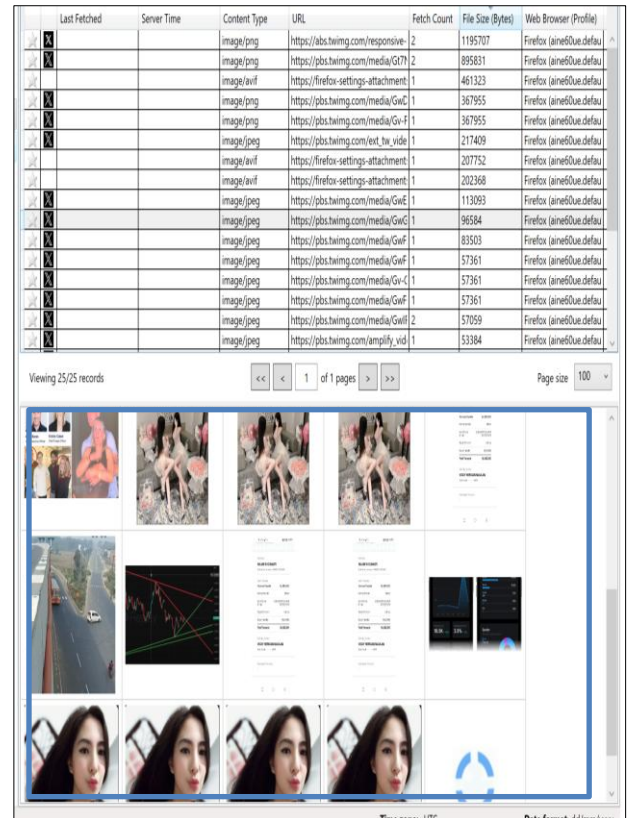 Last Fetched Server Time Content Type URL Fetch Count File Size (Bytes) Web Browser (Profile)
image/png https://abs.twimg.com/responsive- 2 1195707 Firefox (aine60ue.defau
image/png https://pbs.twimg.com/media/Gt7 2 895831 Firefox (aine60ue.defau
image/avif https://firefox-settings-attachment: 1 461323 Firefox (aine60ue.defau
image/png https://pbs.twimg.com/media/GwD 1 367955 Firefox (aine60ue.defau
image/png https://pbs.twimg.com/media/Gv-F 1 367955 Firefox (aine60ue.defau
image/jpeg https://pbs.twimg.com/ext_tw_vide 1 217409 Firefox (aine60ue.defau
image/avif https://firefox-settings-attachment: 1 207752 Firefox (aine60ue.defau
image/avif https://firefox-settings-attachment: 1 202368 Firefox (aine60ue.defau
image/jpeg https://pbs.twimg.com/media/GwE 1 113093 Firefox (aine60ue.defau
image/jpeg https://pbs.twimg.com/media/GwG 1 96584 Firefox (aine60ue.defau
image/jpeg https://pbs.twimg.com/media/GwF 1 83503 Firefox (aine60ue.defau
image/jpeg https://pbs.twimg.com/media/GwF 1 57361 Firefox (aine60ue.defau
image/jpeg https://pbs.twimg.com/media/Gv-( 1 57361 Firefox (aine60ue.defau
image/jpeg https://pbs.twimg.com/media/GwF 1 57361 Firefox (aine60ue.defau
image/jpeg https://pbs.twimg.com/media/GwI 2 57059 Firefox (aine60ue.defau
image/jpeg https://pbs.twimg.com/amplify_vid 1 53384 Firefox (aine60ue.defau
Viewing 25/25 records << < 1 of 1 pages > >> Page size 100